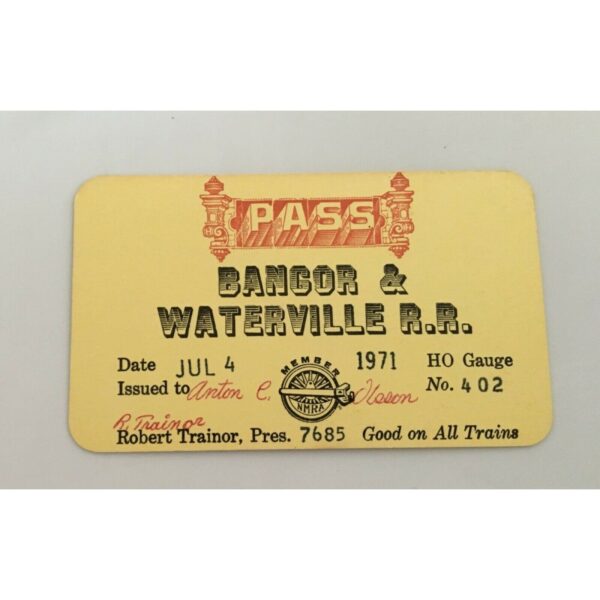 PASS
BANGOR &
WATERVILLE R.R.
Date JUL 4 1971 HO Gauge
Issued to Anton C. Olsson No. 402
MEMBER
NMRA
R. Trainor
Robert Trainor, Pres. 7685 Good on All Trains